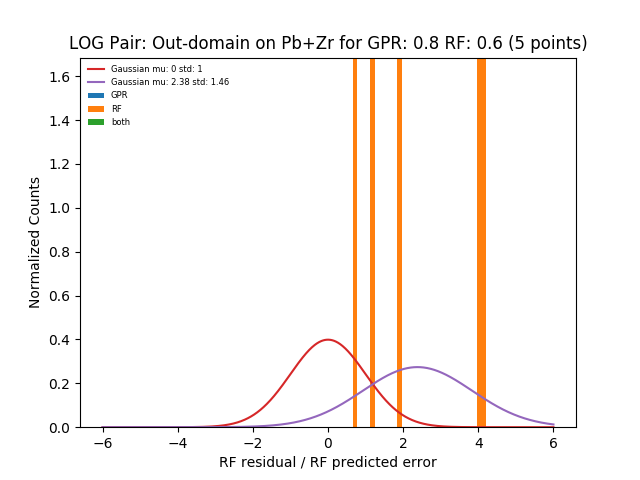 LOG Pair: Out-domain on Pb+Zr for GPR: 0.8 RF: 0.6 (5 points)
Gaussian mu: 0 std: 1
Gaussian mu: 2.38 std: 1.46
GPR
RF
both
Normalized Counts
1.6
1.4
1.2
1.0
0.8
0.6
0.4
0.2
0.0
−6 −4 −2 0 2 4 6
RF residual / RF predicted error